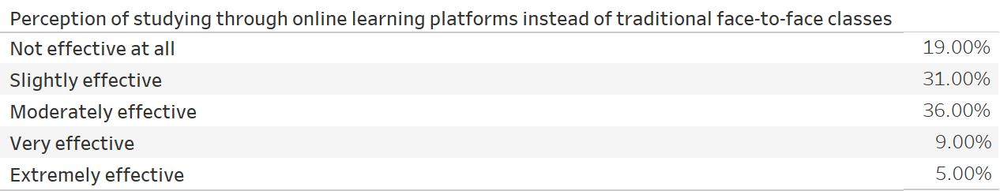 Perception of studying through online learning platforms instead of traditional face-to-face classes
Not effective at all 19.00%
Slightly effective 31.00%
Moderately effective 36.00%
Very effective 9.00%
Extremely effective 5.00%